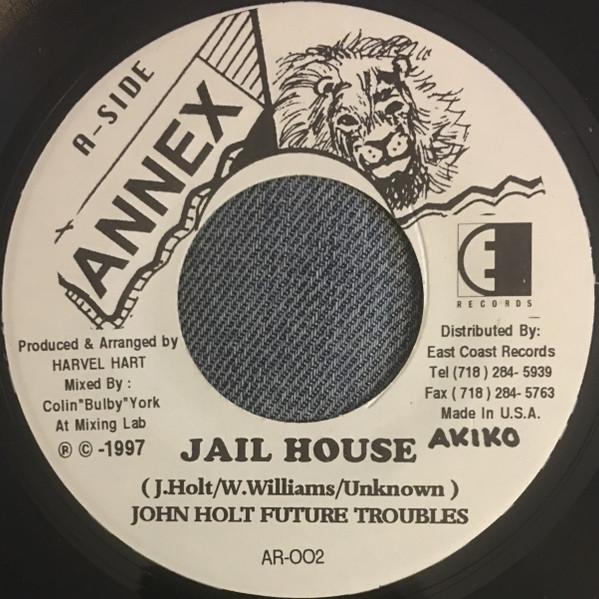 A-SIDE
ANNEX
E
RECORDS
Produced & Arranged by
HARVEL HART
Mixed By :
Colin"Bulby"York
At Mixing Lab
℗ © -1997
Distributed By:
East Coast Records
Tel ( 718 ) 284- 5939
Fax ( 718 ) 284- 5763
Made In U.S.A.
AKIKO
JAIL HOUSE
( J.Holt/W.Williams/Unknown )
JOHN HOLT FUTURE TROUBLES
AR-OO2